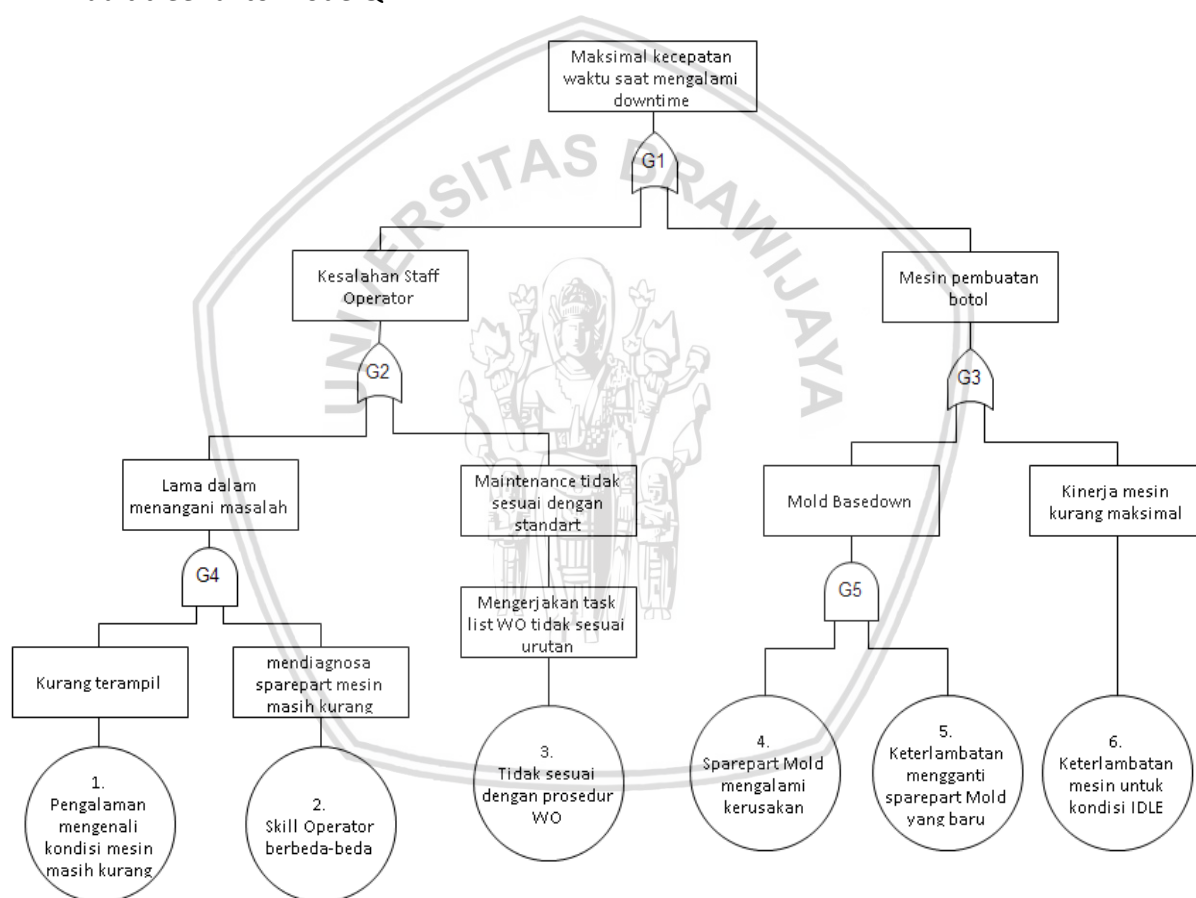 Maksimal kecepatan
waktu saat mengalami
downtime
G1
UNIVERSITAS BRAWIJAYA
Kesalahan Staff
Operator
Mesin pembuatan
botol
G2
G3
Lama dalam
menangani masalah
Maintenance tidak
sesuai dengan
standart
Mold Basedown
Kinerja mesin
kurang maksimal
G4
G5
Mengerjakan task
list WO tidak sesuai
urutan
Kurang terampil
mendiagnosa
sparepart mesin
masih kurang
1.
Pengalaman
mengenali
kondisi mesin
masih kurang
2.
Skill Operator
berbeda-beda
3.
Tidak sesuai
dengan prosedur
WO
4.
Sparepart Mold
mengalami
kerusakan
5.
Keterlambatan
mengganti
sparepart Mold
yang baru
6.
Keterlambatan
mesin untuk
kondisi IDLE